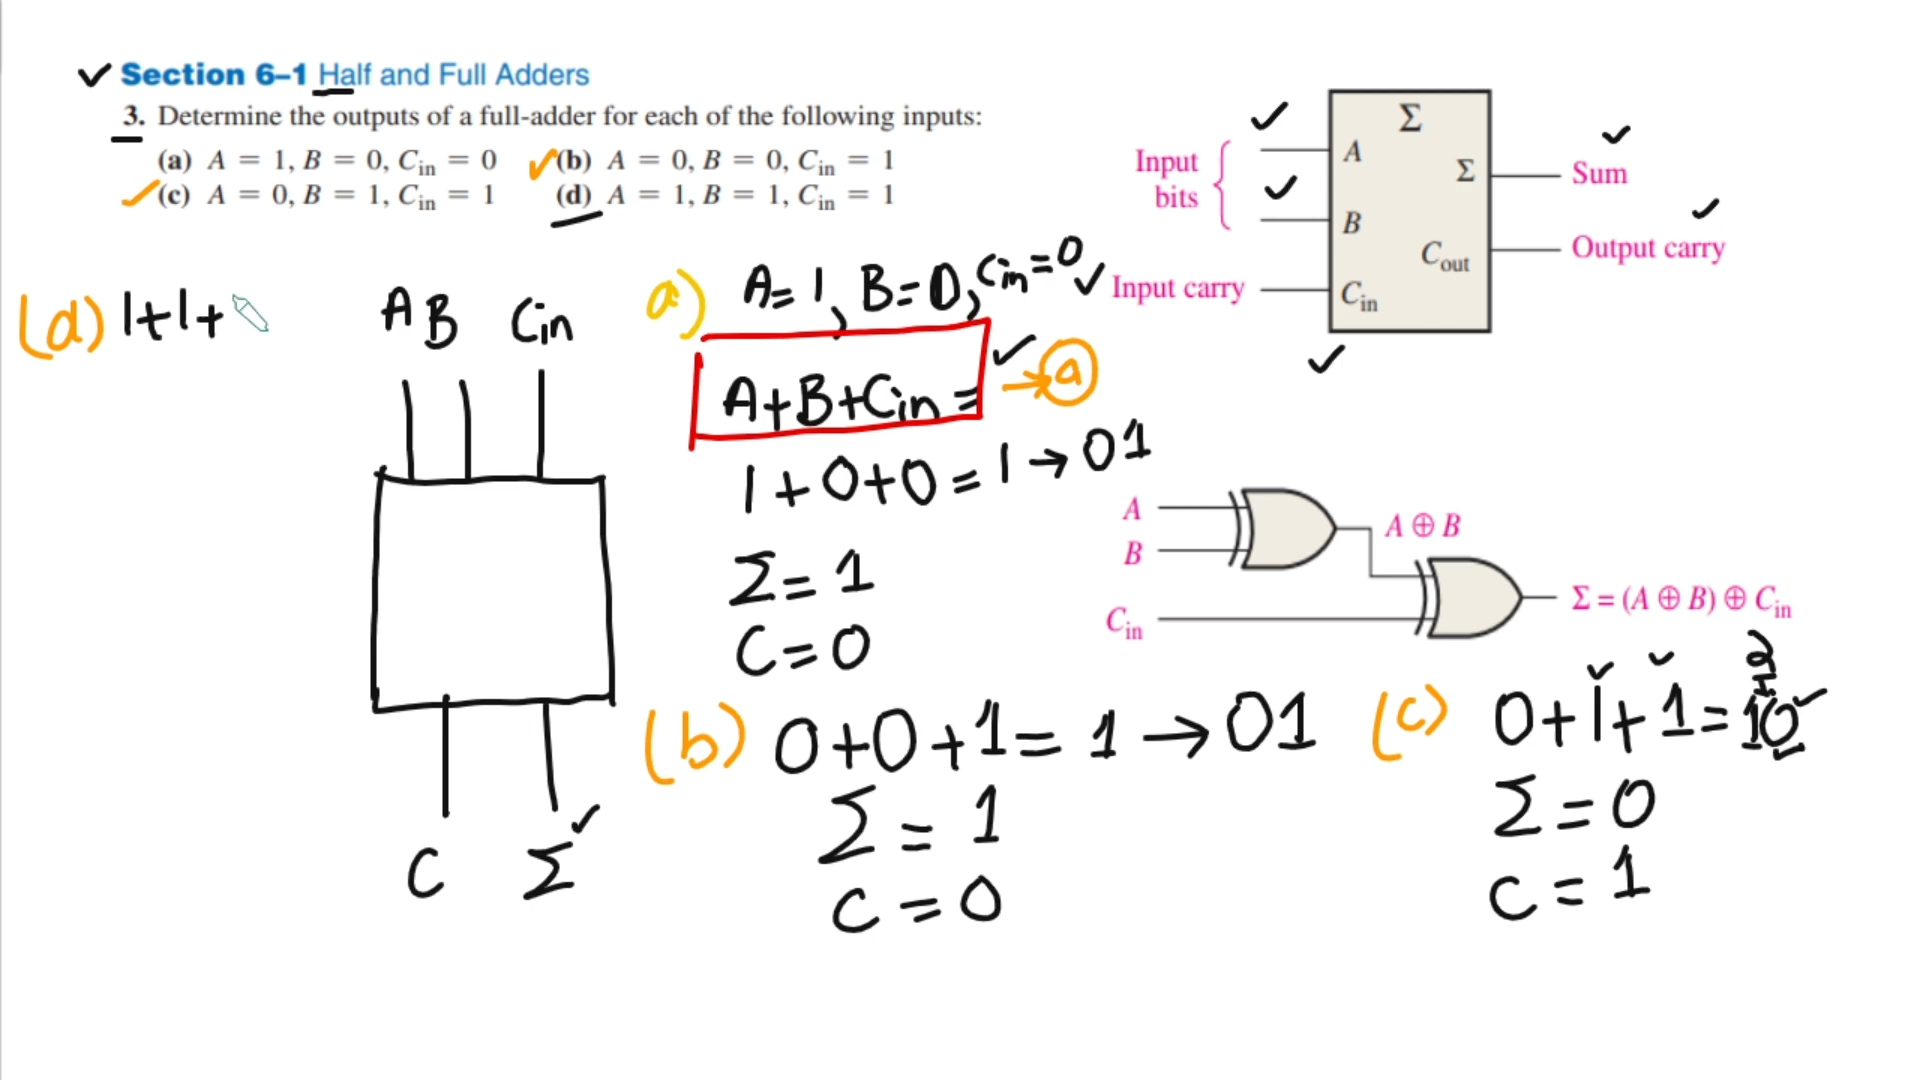 ✓ Section 6–1 Half and Full Adders
3. Determine the outputs of a full-adder for each of the following inputs:
(a) A = 1, B = 0, Cin = 0 (b) A = 0, B = 0, Cin = 1
(c) A = 0, B = 1, Cin = 1 (d) A = 1, B = 1, Cin = 1
Σ
Input bits
A
B
Input carry
Cin
Σ
Sum
Cout
Output carry
(d) 1+1+
A B Cin
C Σ
a) A=1, B=0, Cin=0
A+B+Cin = → a
1+0+0=1→01
Σ=1
C=0
A
B
A ⊕ B
Cin
Σ = (A ⊕ B) ⊕ Cin
(b) 0+0+1=1→01
Σ=1
C=0
2
(c) 0+1+1=10
Σ=0
C=1